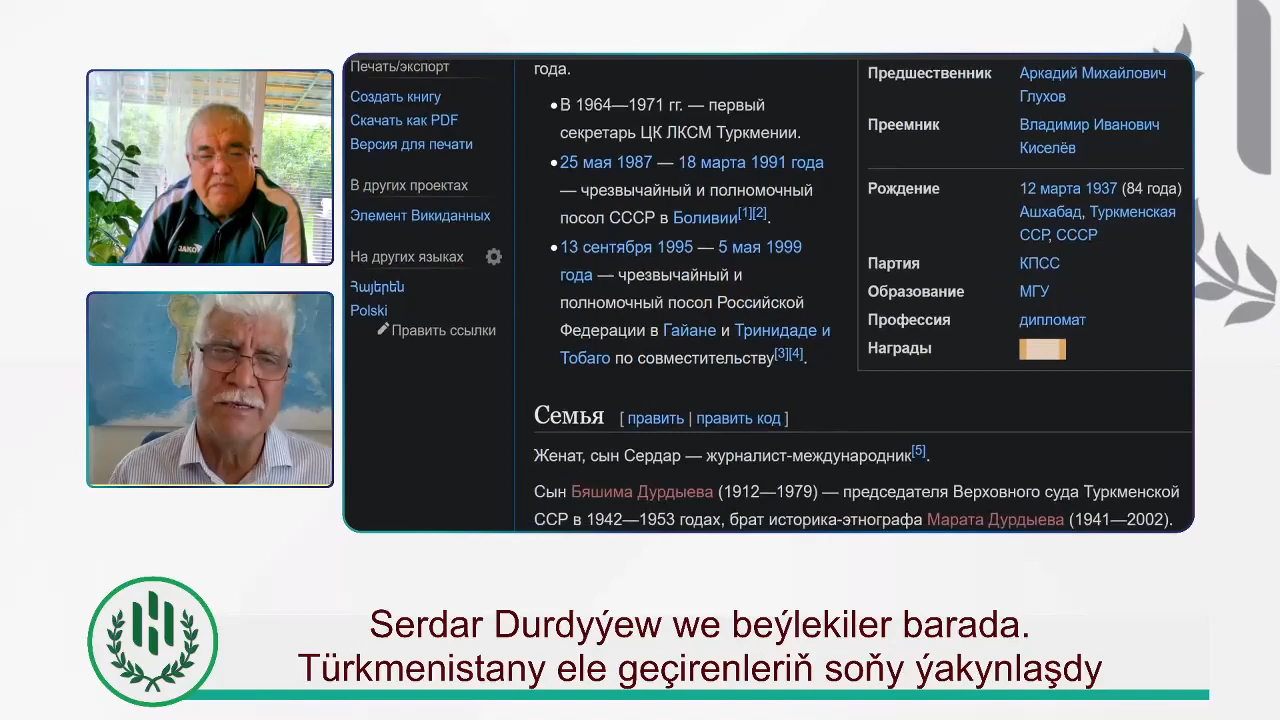 JAKO
Печать/экспорт
Создать книгу
Скачать как PDF
Версия для печати
В других проектах
Элемент Викиданных
На других языках
Հայերեն
Polski
Править ссылки
года.
• В 1964—1971 гг. — первый
секретарь ЦК ЛКСМ Туркмении.
• 25 мая 1987 — 18 марта 1991 года
— чрезвычайный и полномочный
посол СССР в Боливии[1][2].
• 13 сентября 1995 — 5 мая 1999
года — чрезвычайный и
полномочный посол Российской
Федерации в Гайане и Тринидаде и
Тобаго по совместительству[3][4].
Предшественник Аркадий Михайлович
Глухов
Преемник Владимир Иванович
Киселёв
Рождение 12 марта 1937 (84 года)
Ашхабад, Туркменская
ССР, СССР
Партия КПСС
Образование МГУ
Профессия дипломат
Награды
Семья [ править | править код ]
Женат, сын Сердар — журналист-международник[5].
Сын Бяшима Дурдыева (1912—1979) — председателя Верховного суда Туркменской
ССР в 1942—1953 годах, брат историка-этнографа Марата Дурдыева (1941—2002).
Serdar Durdyýew we beýlekiler barada.
Türkmenistany ele geçirenleriň soňy ýakynlaşdy